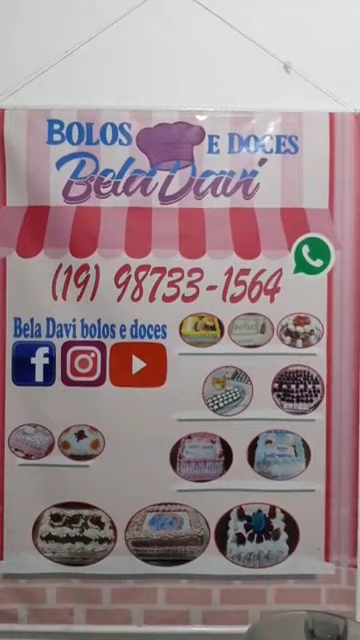 BOLOS E DOCES
Bela Davi
(19) 98733-1564
Bela Davi bolos e doces